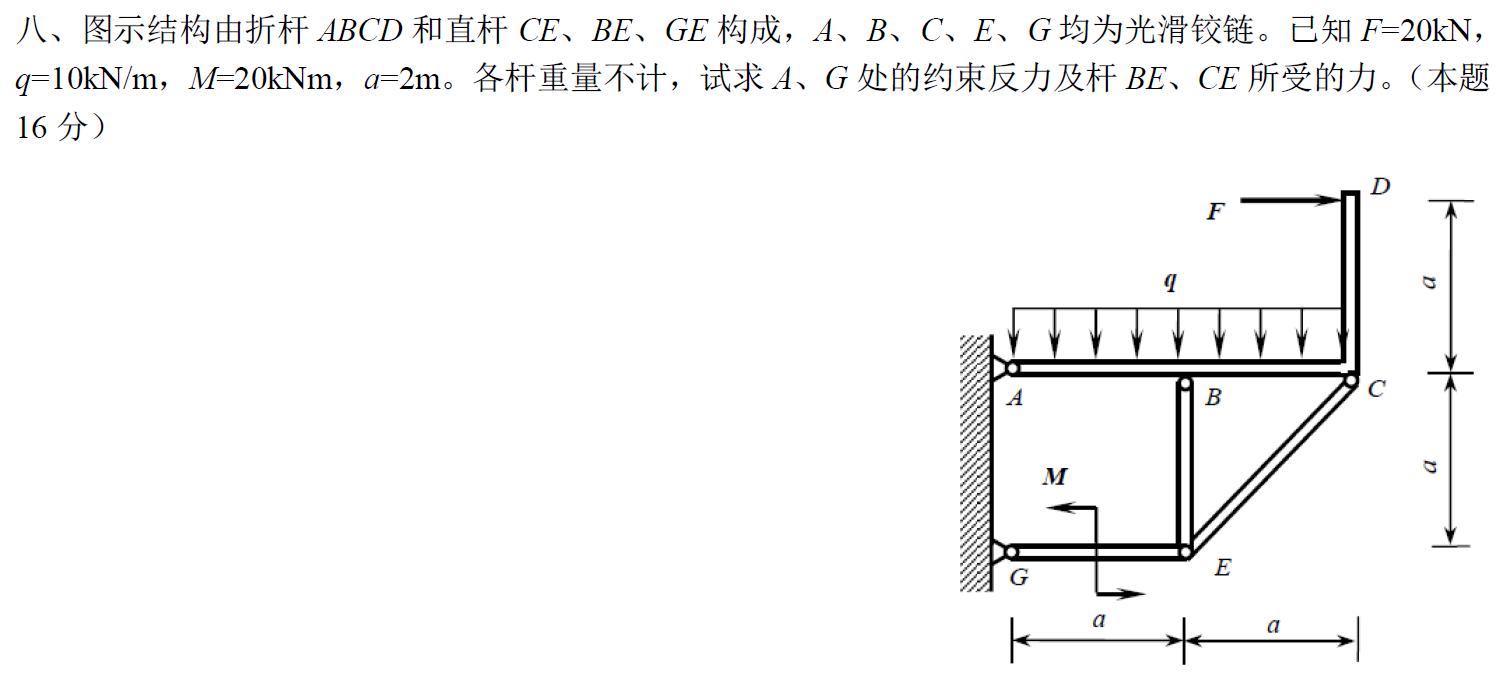 八、图示结构由折杆 ABCD 和直杆 CE、BE、GE 构成，A、B、C、E、G 均为光滑铰链。已知 F=20kN，
q=10kN/m，M=20kNm，a=2m。各杆重量不计，试求 A、G 处的约束反力及杆 BE、CE 所受的力。（本题
16 分）
D
F
a
q
A
B
C
M
a
G
E
a
a